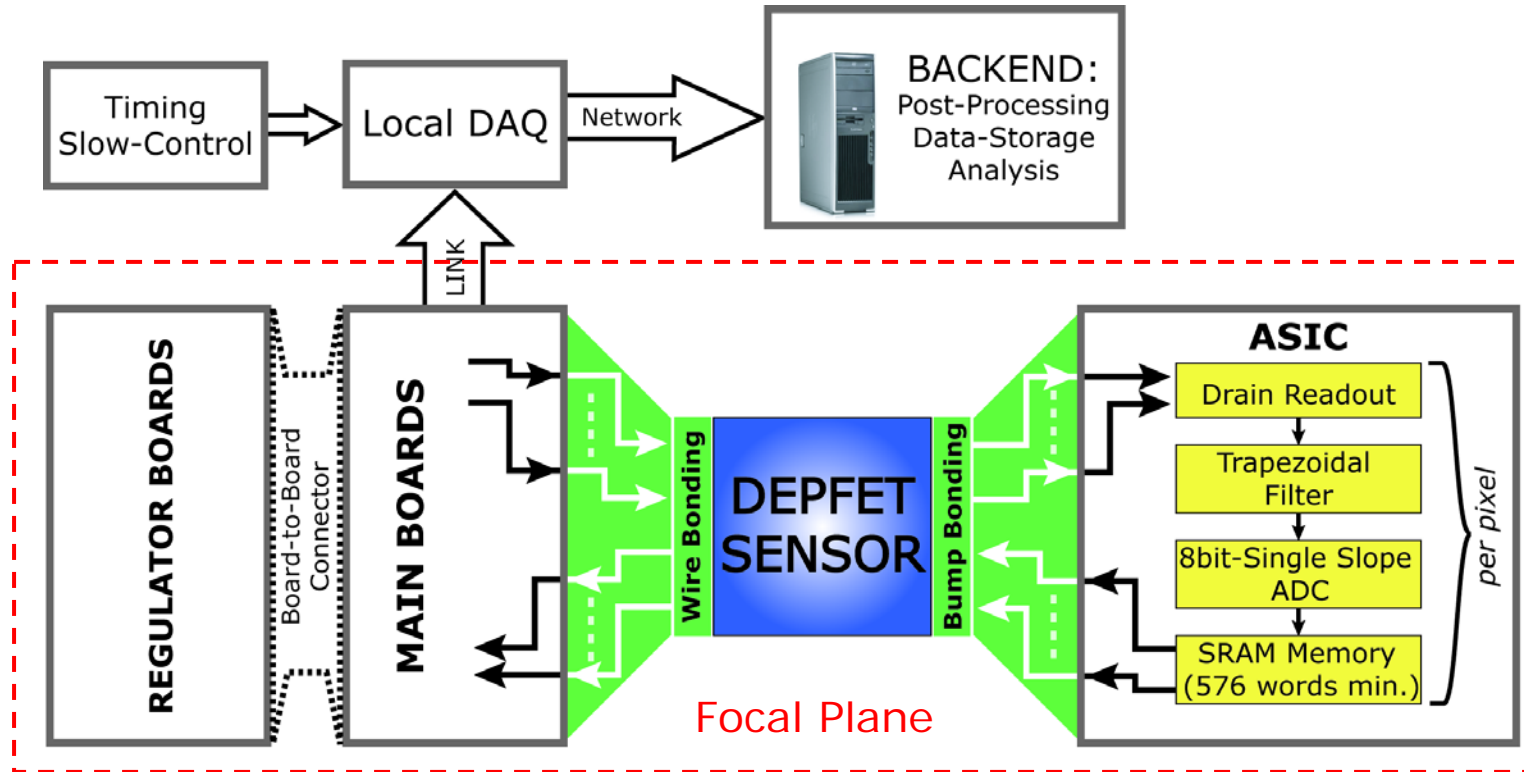 Timing
Slow-Control
Local DAQ
Network
BACKEND:
Post-Processing
Data-Storage
Analysis
LINK
REGULATOR BOARDS
Board-to-Board
Connector
MAIN BOARDS
Wire Bonding
DEPFET
SENSOR
Bump Bonding
ASIC
Drain Readout
Trapezoidal
Filter
8bit-Single Slope
ADC
SRAM Memory
(576 words min.)
per pixel
Focal Plane